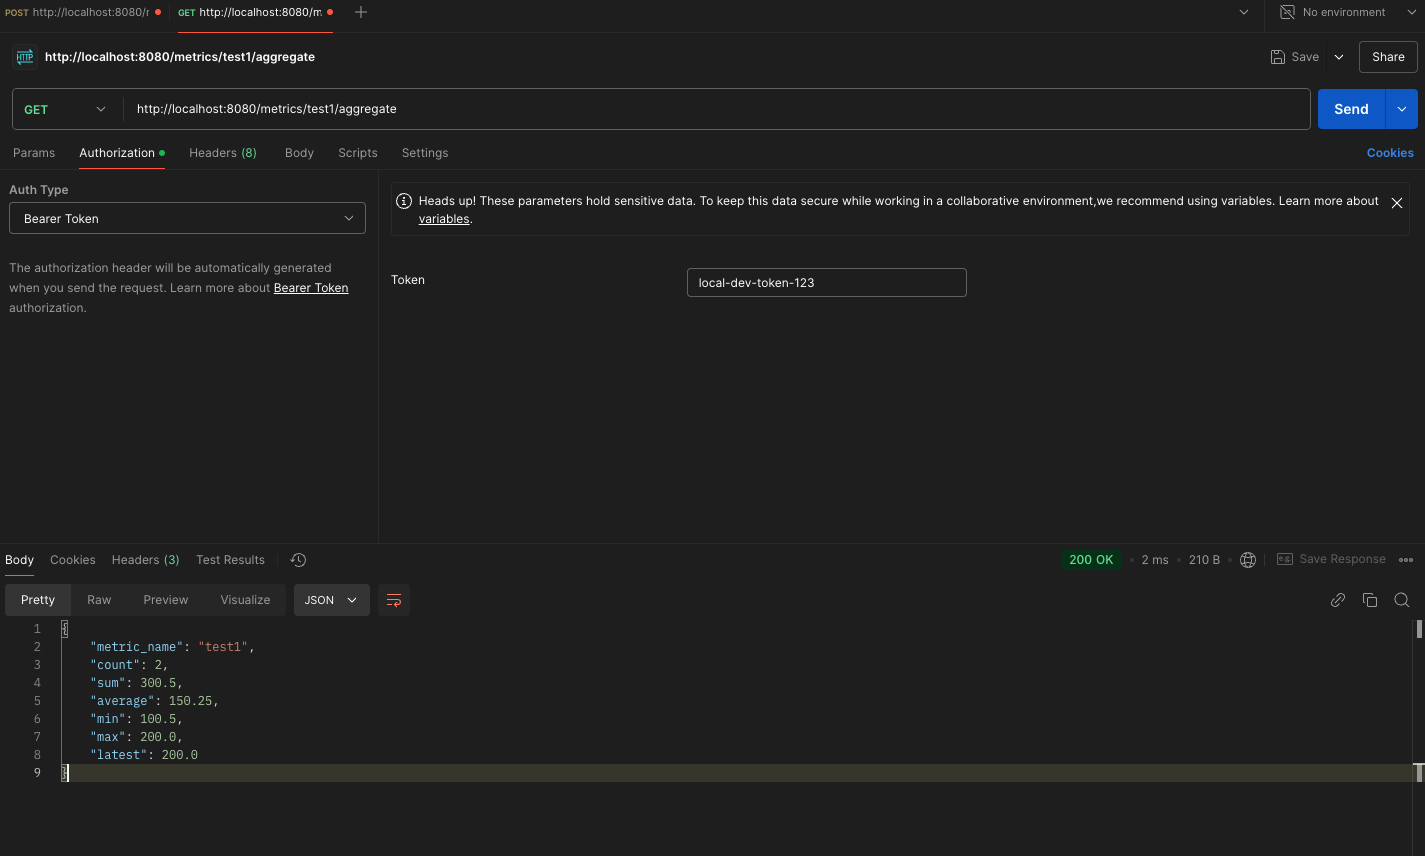 POST http://localhost:8080/r
GET http://localhost:8080/m
No environment
HTTP http://localhost:8080/metrics/test1/aggregate
Save
Share
GET http://localhost:8080/metrics/test1/aggregate
Send
Params Authorization Headers (8) Body Scripts Settings
Cookies
Auth Type
Bearer Token
The authorization header will be automatically generated
when you send the request. Learn more about Bearer Token
authorization.
Heads up! These parameters hold sensitive data. To keep this data secure while working in a collaborative environment,we recommend using variables. Learn more about
variables.
Token
local-dev-token-123
Body Cookies Headers (3) Test Results
200 OK • 2 ms • 210 B •
Save Response
Pretty Raw Preview Visualize JSON
1 {
2 "metric_name": "test1",
3 "count": 2,
4 "sum": 300.5,
5 "average": 150.25,
6 "min": 100.5,
7 "max": 200.0,
8 "latest": 200.0
9 }